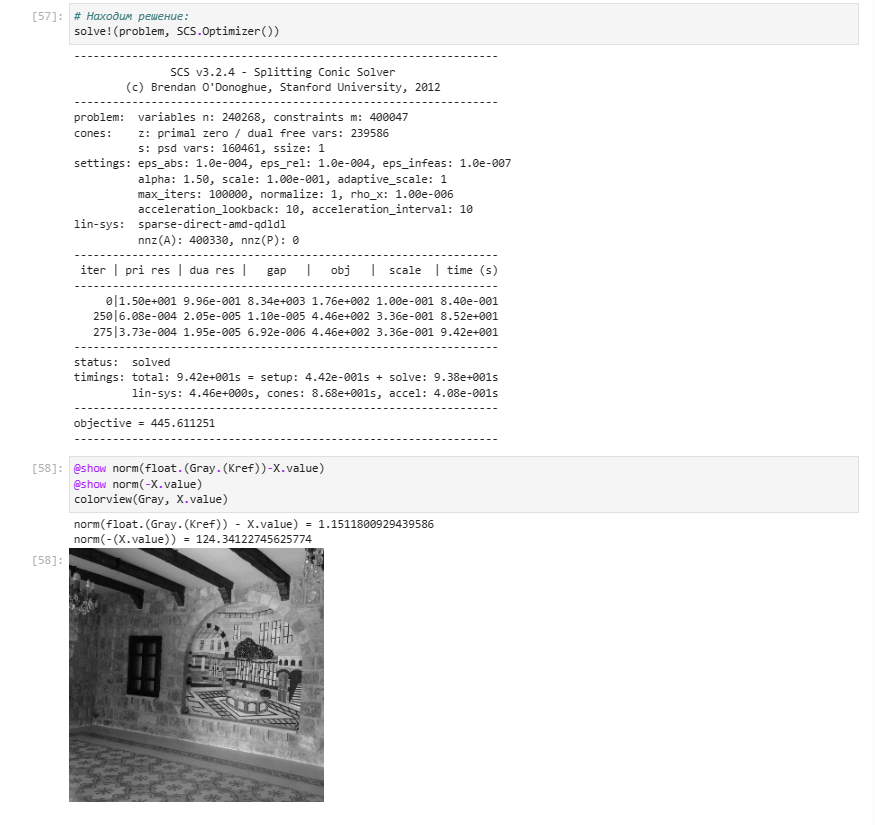 [57]: # Находим решение:
solve!(problem, SCS.Optimizer())
------------------------------------------------------------------
SCS v3.2.4 - Splitting Conic Solver
(c) Brendan O'Donoghue, Stanford University, 2012
------------------------------------------------------------------
problem:  variables n: 240268, constraints m: 400047
cones:    z: primal zero / dual free vars: 239586
s: psd vars: 160461, ssize: 1
settings: eps_abs: 1.0e-004, eps_rel: 1.0e-004, eps_infeas: 1.0e-007
alpha: 1.50, scale: 1.00e-001, adaptive_scale: 1
max_iters: 100000, normalize: 1, rho_x: 1.00e-006
acceleration_lookback: 10, acceleration_interval: 10
lin-sys:  sparse-direct-amd-qdldl
nnz(A): 400330, nnz(P): 0
------------------------------------------------------------------
iter | pri res | dua res |   gap   |   obj   |  scale  | time (s)
------------------------------------------------------------------
0|1.50e+001 9.96e-001 8.34e+003 1.76e+002 1.00e-001 8.40e-001
250|6.08e-004 2.05e-005 1.10e-005 4.46e+002 3.36e-001 8.52e+001
275|3.73e-004 1.95e-005 6.92e-006 4.46e+002 3.36e-001 9.42e+001
------------------------------------------------------------------
status:  solved
timings: total: 9.42e+001s = setup: 4.42e-001s + solve: 9.38e+001s
lin-sys: 4.46e+000s, cones: 8.68e+001s, accel: 4.08e-001s
------------------------------------------------------------------
objective = 445.611251
------------------------------------------------------------------
[58]: @show norm(float.(Gray.(Kref))-X.value)
@show norm(-X.value)
colorview(Gray, X.value)
norm(float.(Gray.(Kref)) - X.value) = 1.1511800929439586
norm(-(X.value)) = 124.34122745625774
[58]: